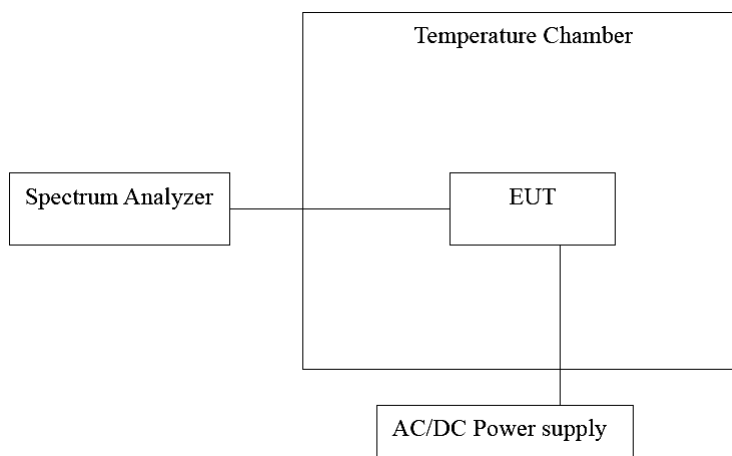 Temperature Chamber
Spectrum Analyzer
EUT
AC/DC Power supply